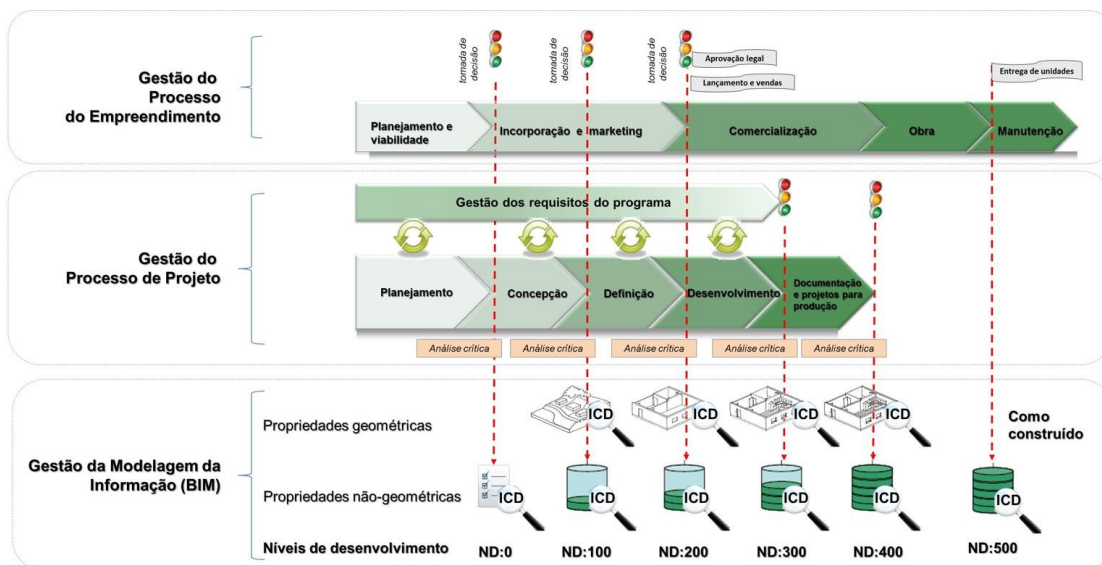 tomada de
decisão
tomada de
decisão
tomada de
decisão
Aprovação legal
Lançamento e vendas
Entrega de unidades
Gestão do
Processo
do Empreendimento
Planejamento e
viabilidade
Incorporação e marketing
Comercialização
Obra
Manutenção
Gestão dos requisitos do programa
Gestão do
Processo de Projeto
Planejamento
Concepção
Definição
Desenvolvimento
Documentação
e projetos para
produção
Análise crítica
Análise crítica
Análise crítica
Análise crítica
Análise crítica
Propriedades geométricas
ICD
ICD
ICD
ICD
Como
construído
Gestão da Modelagem da
Informação (BIM)
Propriedades não-geométricas
ICD
ICD
ICD
ICD
ICD
ICD
Níveis de desenvolvimento
ND:0
ND:100
ND:200
ND:300
ND:400
ND:500